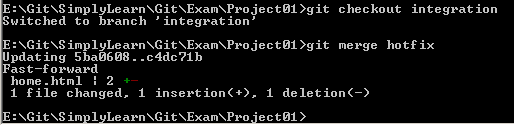 E:\Git\SimplyLearn\Git\Exam\Project01>git checkout integration
Switched to branch 'integration'
E:\Git\SimplyLearn\Git\Exam\Project01>git merge hotfix
Updating 5ba0608..c4dc71b
Fast-forward
home.html | 2 +-
1 file changed, 1 insertion(+), 1 deletion(-)
E:\Git\SimplyLearn\Git\Exam\Project01>